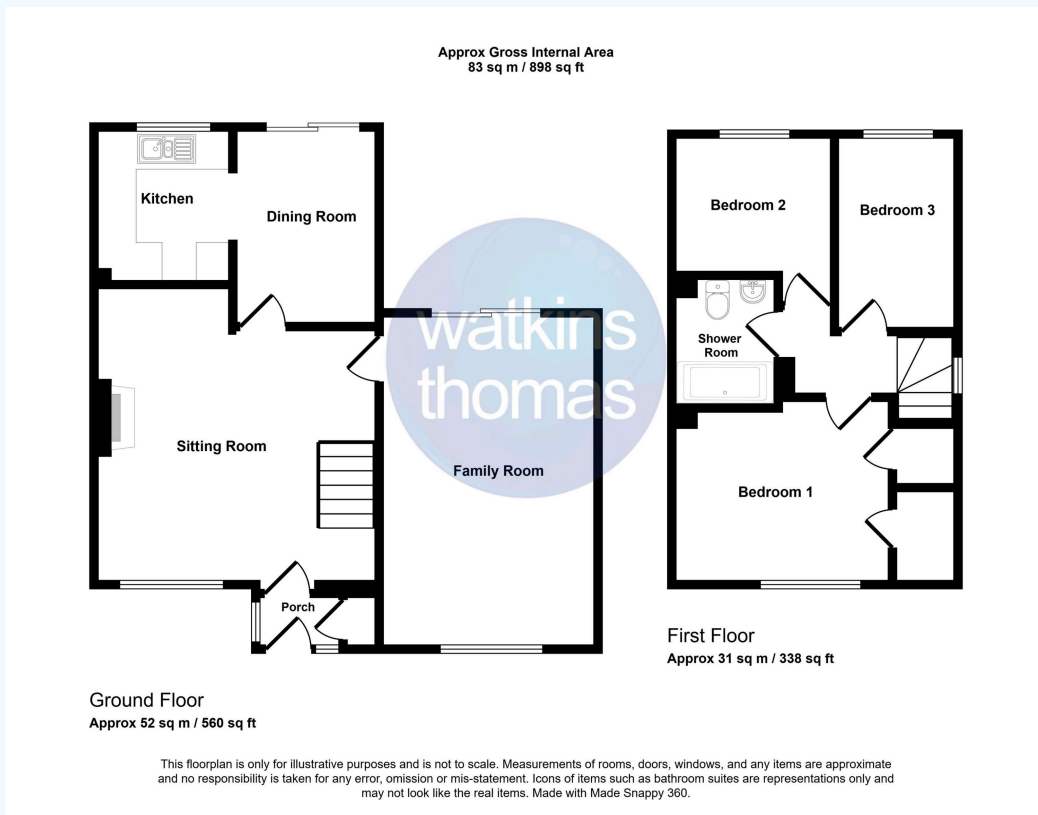 Approx Gross Internal Area
83 sq m / 898 sq ft
Kitchen
Dining Room
Bedroom 2
Bedroom 3
watkins
thomas
Shower
Room
Sitting Room
Family Room
Bedroom 1
Porch
First Floor
Approx 31 sq m / 338 sq ft
Ground Floor
Approx 52 sq m / 560 sq ft
This floorplan is only for illustrative purposes and is not to scale. Measurements of rooms, doors, windows, and any items are approximate
and no responsibility is taken for any error, omission or mis-statement. Icons of items such as bathroom suites are representations only and
may not look like the real items. Made with Made Snappy 360.